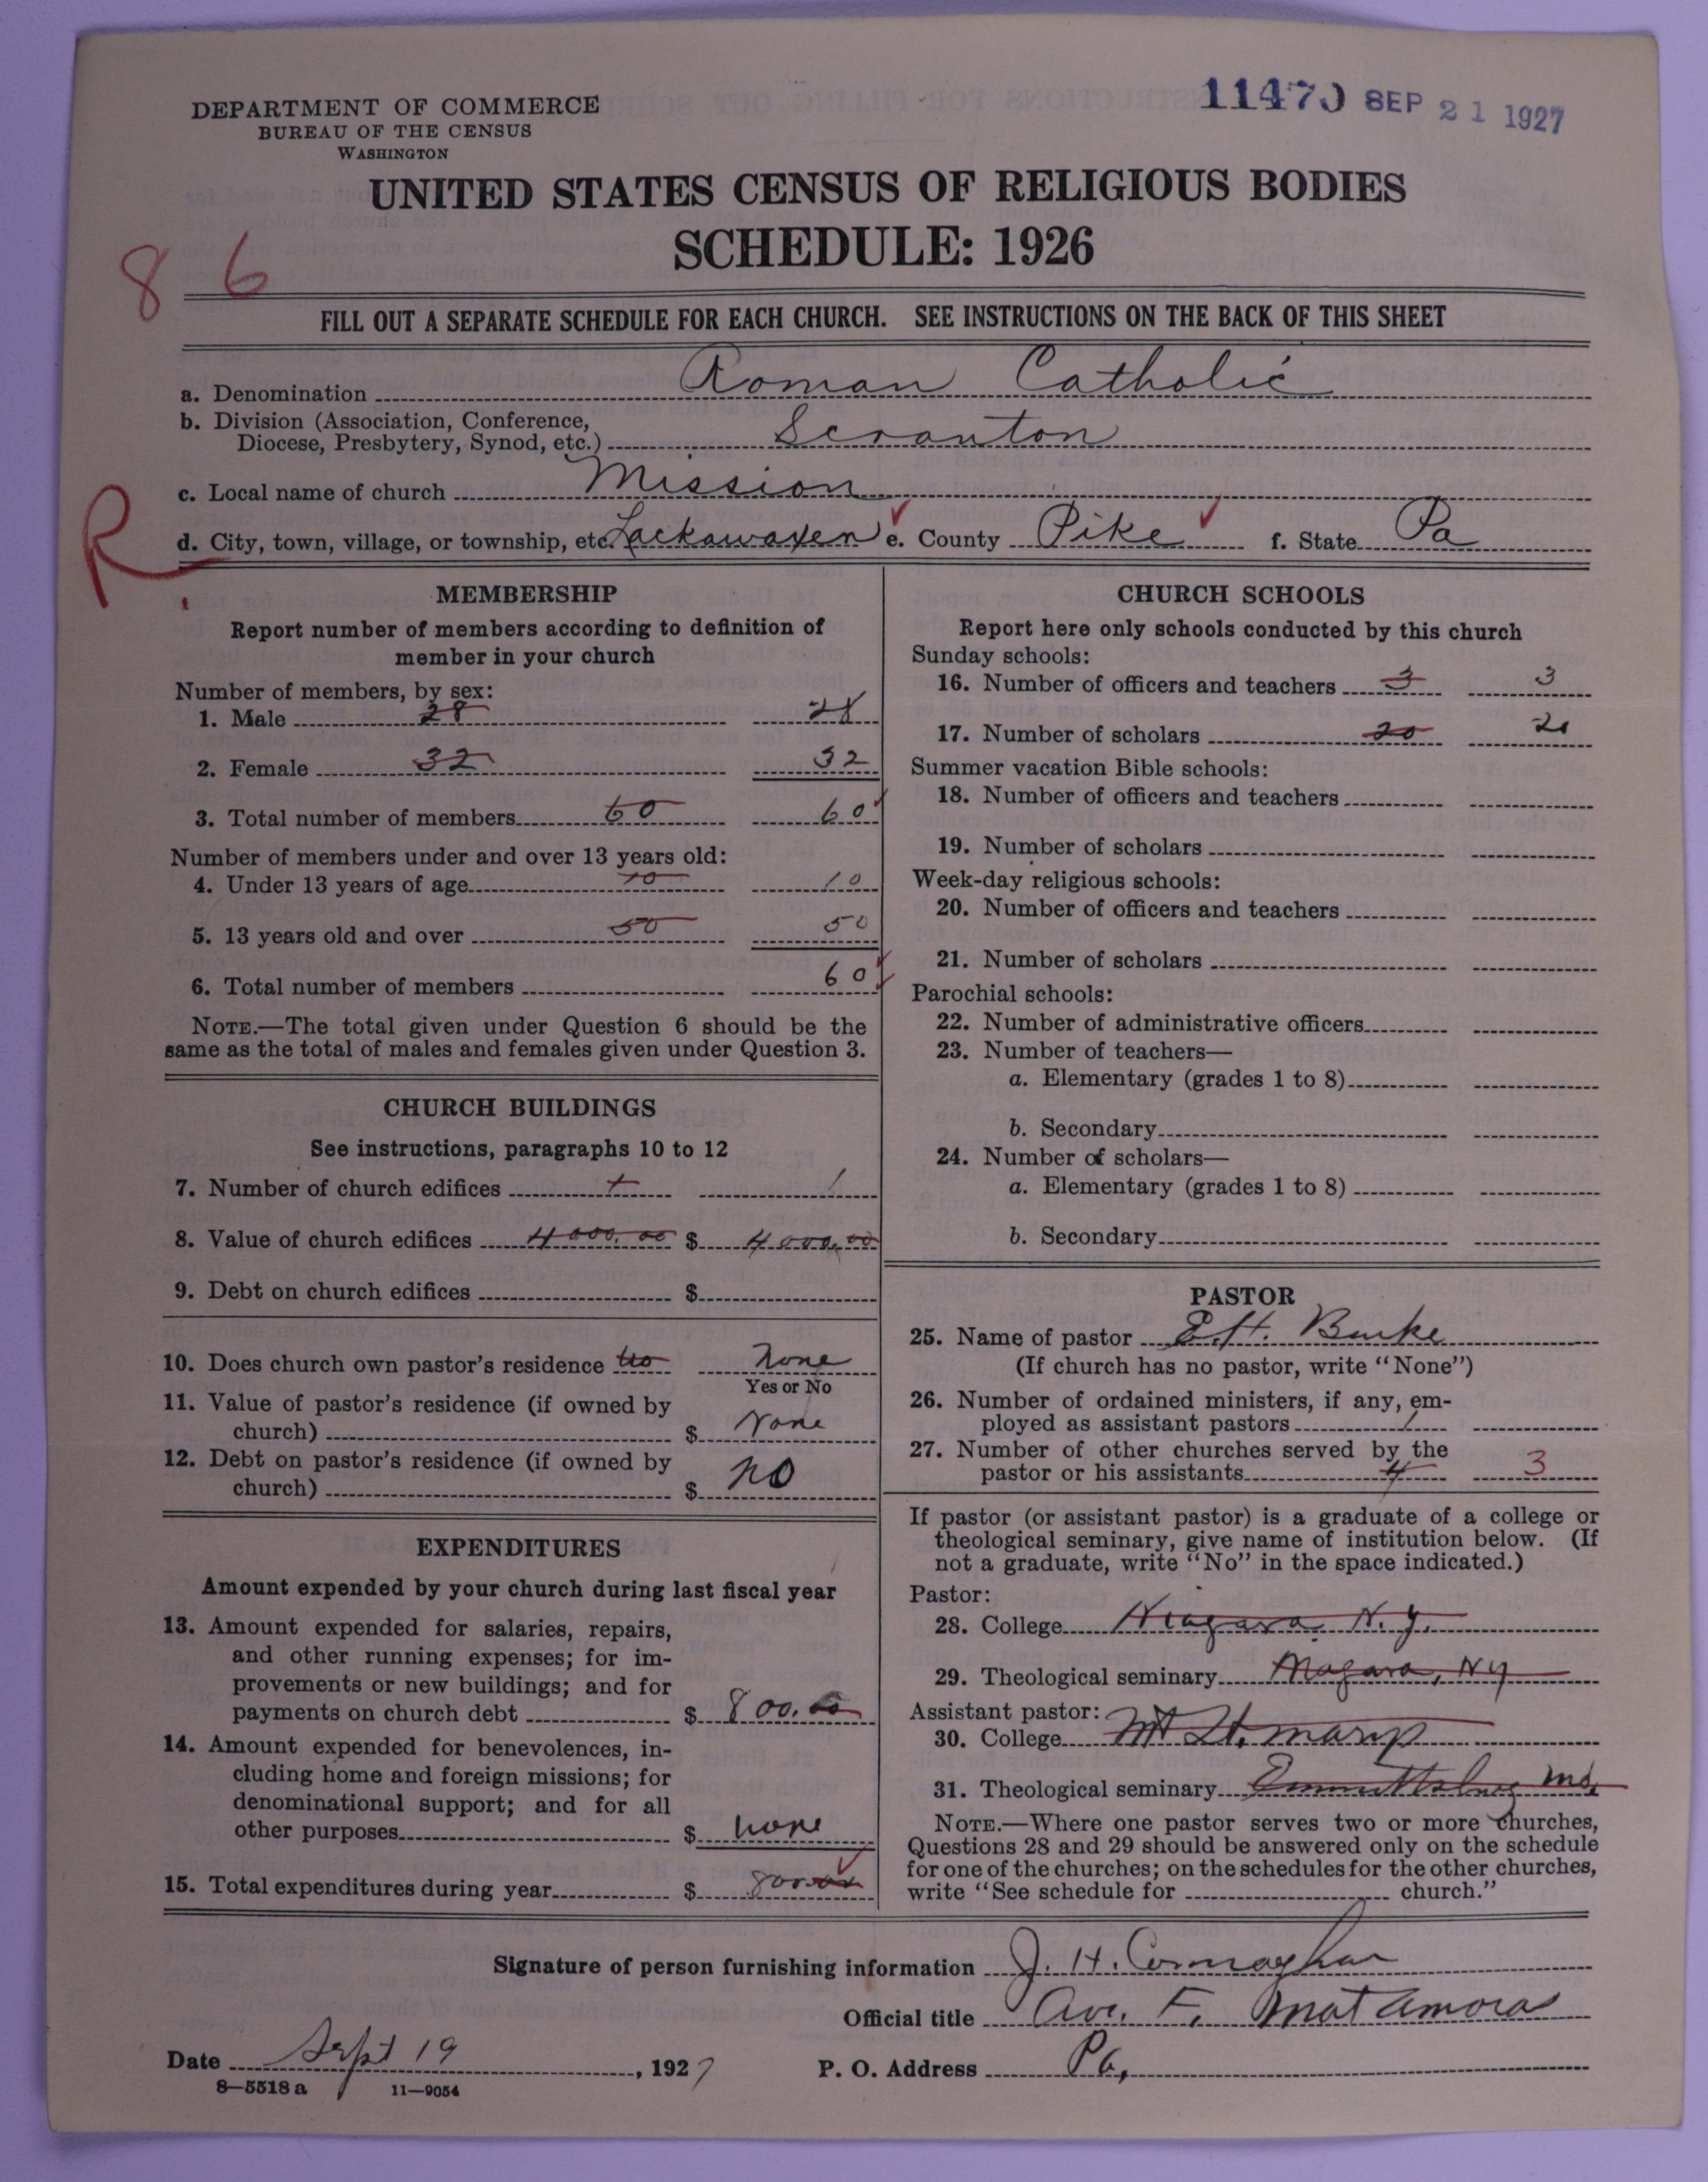 DEPARTMENT OF COMMERCE
BUREAU OF THE CENSUS
WASHINGTON
11470 SEP 21 1927
UNITED STATES CENSUS OF RELIGIOUS BODIES
SCHEDULE: 1926
86
FILL OUT A SEPARATE SCHEDULE FOR EACH CHURCH. SEE INSTRUCTIONS ON THE BACK OF THIS SHEET
a. Denomination Roman Catholic
b. Division (Association, Conference,
Diocese, Presbytery, Synod, etc.) Scranton
c. Local name of church Mission
R
d. City, town, village, or township, etc. Lackawaxen e. County Pike f. State Pa
MEMBERSHIP
Report number of members according to definition of
member in your church
Number of members, by sex:
1. Male 28 28
2. Female 32 32
3. Total number of members 60 60
Number of members under and over 13 years old:
4. Under 13 years of age 10 10
5. 13 years old and over 50 50
6. Total number of members 60
NOTE.—The total given under Question 6 should be the
same as the total of males and females given under Question 3.
CHURCH BUILDINGS
See instructions, paragraphs 10 to 12
7. Number of church edifices 1 1
8. Value of church edifices 4000.00 $ 4000.00
9. Debt on church edifices $
10. Does church own pastor's residence No None
Yes or No
11. Value of pastor's residence (if owned by
church) $ None
12. Debt on pastor's residence (if owned by
church) $ no
EXPENDITURES
Amount expended by your church during last fiscal year
13. Amount expended for salaries, repairs,
and other running expenses; for im-
provements or new buildings; and for
payments on church debt $ 800.00
14. Amount expended for benevolences, in-
cluding home and foreign missions; for
denominational support; and for all
other purposes $ none
15. Total expenditures during year $ 800.00
CHURCH SCHOOLS
Report here only schools conducted by this church
Sunday schools:
16. Number of officers and teachers 3 3
17. Number of scholars 20 20
Summer vacation Bible schools:
18. Number of officers and teachers
19. Number of scholars
Week-day religious schools:
20. Number of officers and teachers
21. Number of scholars
Parochial schools:
22. Number of administrative officers
23. Number of teachers—
a. Elementary (grades 1 to 8)
b. Secondary
24. Number of scholars—
a. Elementary (grades 1 to 8)
b. Secondary
PASTOR
25. Name of pastor E.H. Burke
(If church has no pastor, write "None")
26. Number of ordained ministers, if any, em-
ployed as assistant pastors 1
27. Number of other churches served by the
pastor or his assistants 4 3
If pastor (or assistant pastor) is a graduate of a college or
theological seminary, give name of institution below. (If
not a graduate, write "No" in the space indicated.)
Pastor:
28. College Niagara, N.Y.
29. Theological seminary Niagara, NY
Assistant pastor:
30. College Mt St. Marys
31. Theological seminary Emmittsburg Md.
NOTE.—Where one pastor serves two or more churches,
Questions 28 and 29 should be answered only on the schedule
for one of the churches; on the schedules for the other churches,
write "See schedule for church."
Signature of person furnishing information J. H.
Official title Ave. F, Matamoras
Date Sept 19, 1927 P. O. Address Pa,
8—5518 a 11—9054